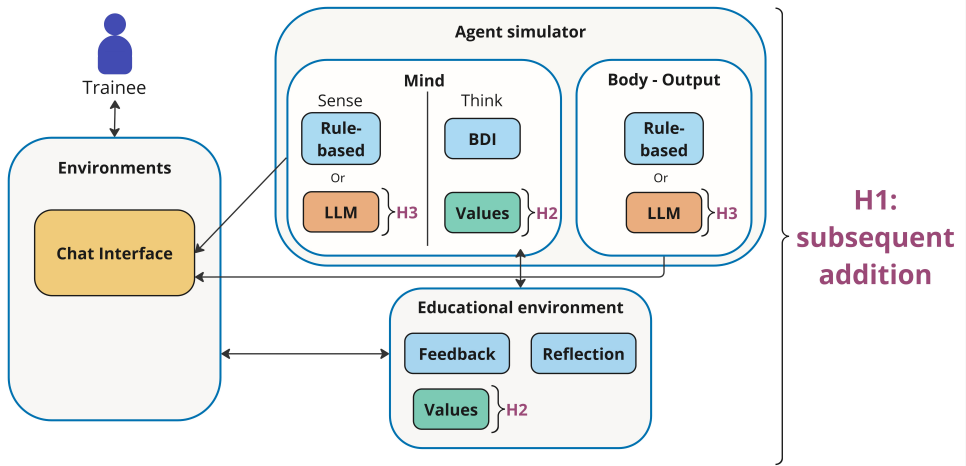 Trainee
Environments
Chat Interface
Agent simulator
Mind
Sense
Think
Rule-
based
Or
LLM
H3
BDI
Values
H2
Body - Output
Rule-
based
Or
LLM
H3
Educational environment
Feedback
Reflection
Values
H2
H1:
subsequent
addition